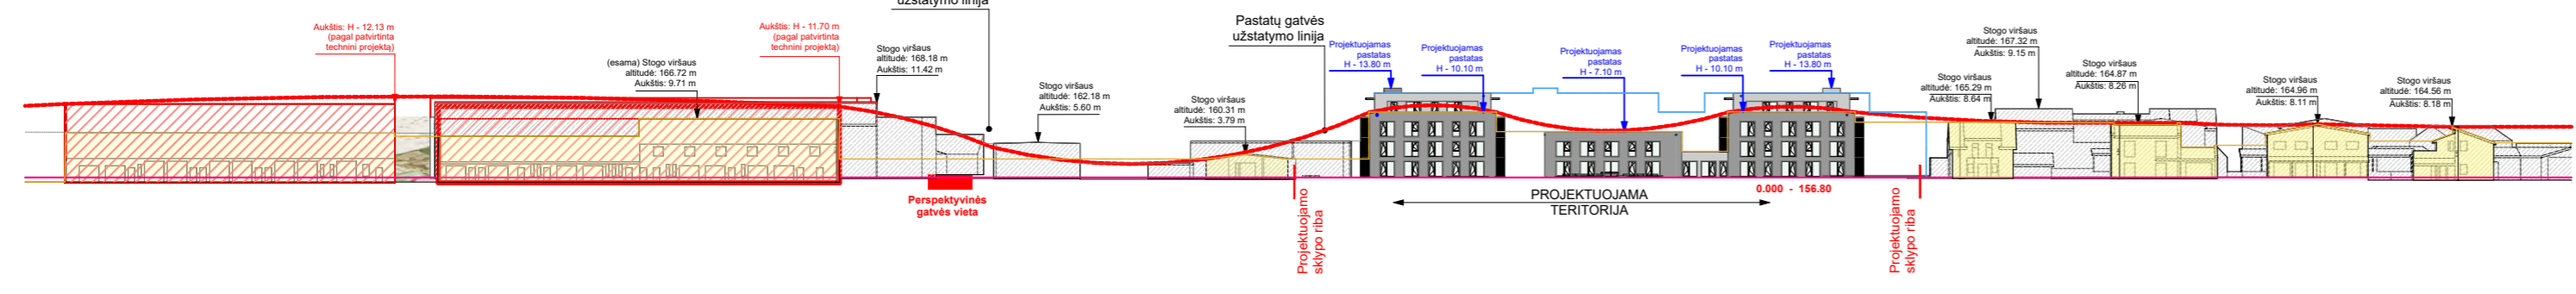 užstatymo linija
Aukštis: H - 12.13 m
(pagal patvirtinta
technini projektą)
(esama) Stogo viršaus
altitudė: 166.72 m
Aukštis: 9.71 m
Aukštis: H - 11.70 m
(pagal patvirtinta
technini projektą)
Stogo viršaus
altitudė: 168.18 m
Aukštis: 11.42 m
Perspektyvinės
gatvės vieta
Stogo viršaus
altitudė: 162.18 m
Aukštis: 5.60 m
Stogo viršaus
altitudė: 160.31 m
Aukštis: 3.79 m
Pastatų gatvės
užstatymo linija
Projektuojamo
sklypo riba
Projektuojamas
pastatas
H - 13.80 m
Projektuojamas
pastatas
H - 10.10 m
Projektuojamas
pastatas
H - 7.10 m
Projektuojamas
pastatas
H - 10.10 m
Projektuojamas
pastatas
H - 13.80 m
PROJEKTUOJAMA
TERITORIJA
0.000 - 156.80
Projektuojamo
sklypo riba
Stogo viršaus
altitudė: 165.29 m
Aukštis: 8.64 m
Stogo viršaus
altitudė: 167.32 m
Aukštis: 9.15 m
Stogo viršaus
altitudė: 164.87 m
Aukštis: 8.26 m
Stogo viršaus
altitudė: 164.96 m
Aukštis: 8.11 m
Stogo viršaus
altitudė: 164.56 m
Aukštis: 8.18 m